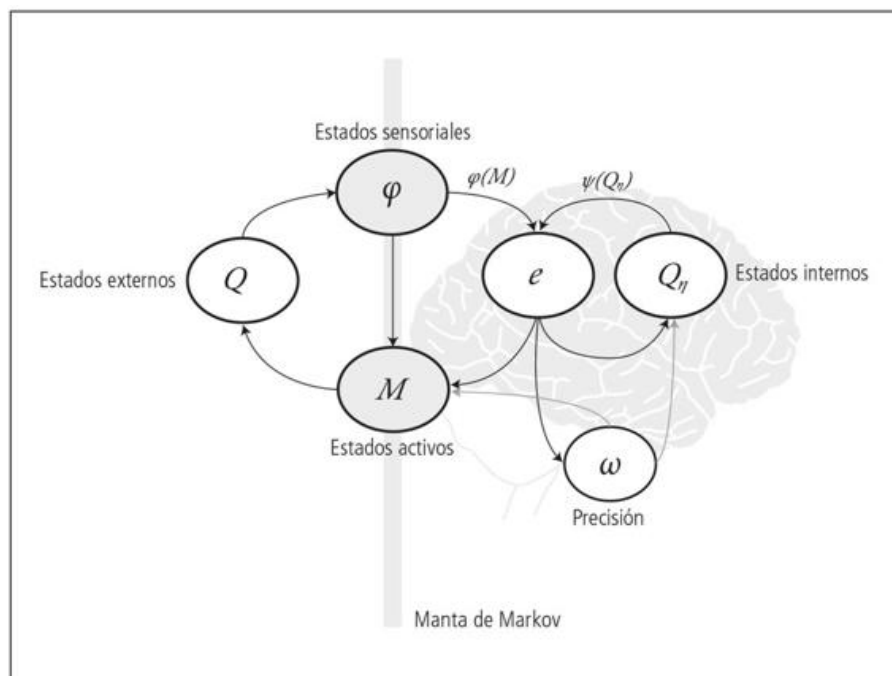 Estados sensoriales
φ
φ(M)
ψ(Qη)
Estados externos
Q
e
Qη
Estados internos
M
Estados activos
ω
Precisión
Manta de Markov